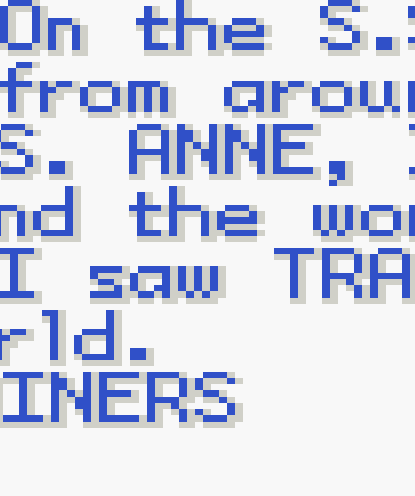 On the S.
from arou
S. ANNE,
nd the wo
I saw TRA
rld.
INERS